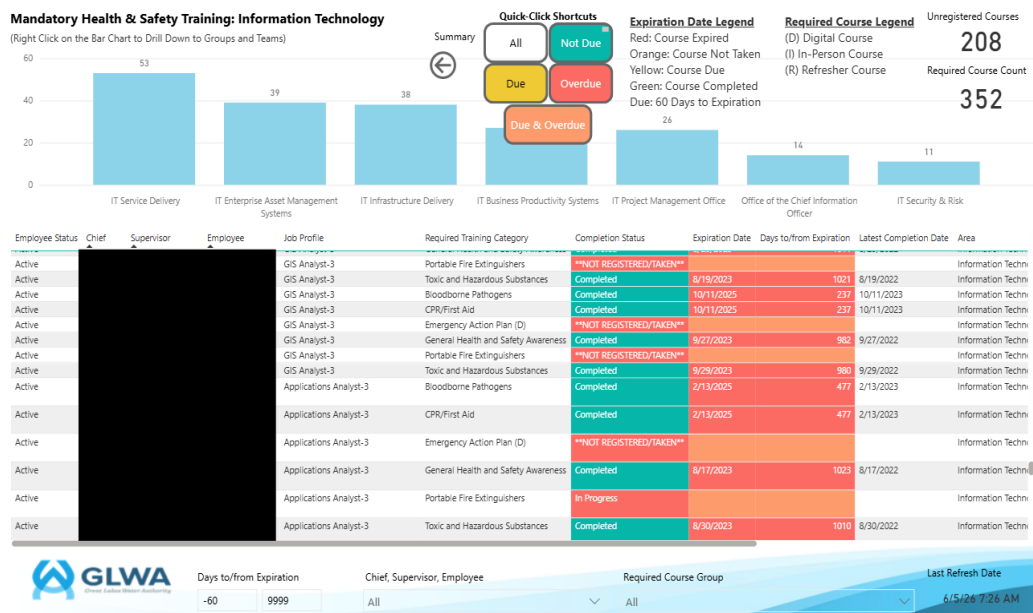 Mandatory Health & Safety Training: Information Technology
(Right Click on the Bar Chart to Drill Down to Groups and Teams)
Summary
Quick-Click Shortcuts
All
Not Due
Due
Overdue
Due & Overdue
Expiration Date Legend
Red: Course Expired
Orange: Course Not Taken
Yellow: Course Due
Green: Course Completed
Due: 60 Days to Expiration
Required Course Legend
(D) Digital Course
(I) In-Person Course
(R) Refresher Course
Unregistered Courses
208
Required Course Count
352
60
40
20
0
53
39
38
26
14
11
IT Service Delivery
IT Enterprise Asset Management Systems
IT Infrastructure Delivery
IT Business Productivity Systems
IT Project Management Office
Office of the Chief Information Officer
IT Security & Risk
Employee Status Chief Supervisor Employee Job Profile Required Training Category Completion Status Expiration Date Days to/from Expiration Latest Completion Date Area
Active GIS Analyst-3 Portable Fire Extinguishers **NOT REGISTERED/TAKEN** Information Techn
Active GIS Analyst-3 Toxic and Hazardous Substances Completed 8/19/2023 1021 8/19/2022 Information Techn
Active GIS Analyst-3 Bloodborne Pathogens Completed 10/11/2025 237 10/11/2023 Information Techn
Active GIS Analyst-3 CPR/First Aid Completed 10/11/2025 237 10/11/2023 Information Techn
Active GIS Analyst-3 Emergency Action Plan (D) **NOT REGISTERED/TAKEN** Information Techn
Active GIS Analyst-3 General Health and Safety Awareness Completed 9/27/2023 982 9/27/2022 Information Techn
Active GIS Analyst-3 Portable Fire Extinguishers **NOT REGISTERED/TAKEN** Information Techn
Active GIS Analyst-3 Toxic and Hazardous Substances Completed 9/29/2023 980 9/29/2022 Information Techn
Active Applications Analyst-3 Bloodborne Pathogens Completed 2/13/2025 477 2/13/2023 Information Techn
Active Applications Analyst-3 CPR/First Aid Completed 2/13/2025 477 2/13/2023 Information Techn
Active Applications Analyst-3 Emergency Action Plan (D) **NOT REGISTERED/TAKEN** Information Techn
Active Applications Analyst-3 General Health and Safety Awareness Completed 8/17/2023 1023 8/17/2022 Information Techn
Active Applications Analyst-3 Portable Fire Extinguishers In Progress Information Techn
Active Applications Analyst-3 Toxic and Hazardous Substances Completed 8/30/2023 1010 8/30/2022 Information Techn
GLWA
Great Lakes Water Authority
Days to/from Expiration
-60
9999
Chief, Supervisor, Employee
All
Required Course Group
All
Last Refresh Date
6/5/26 7:26 AM